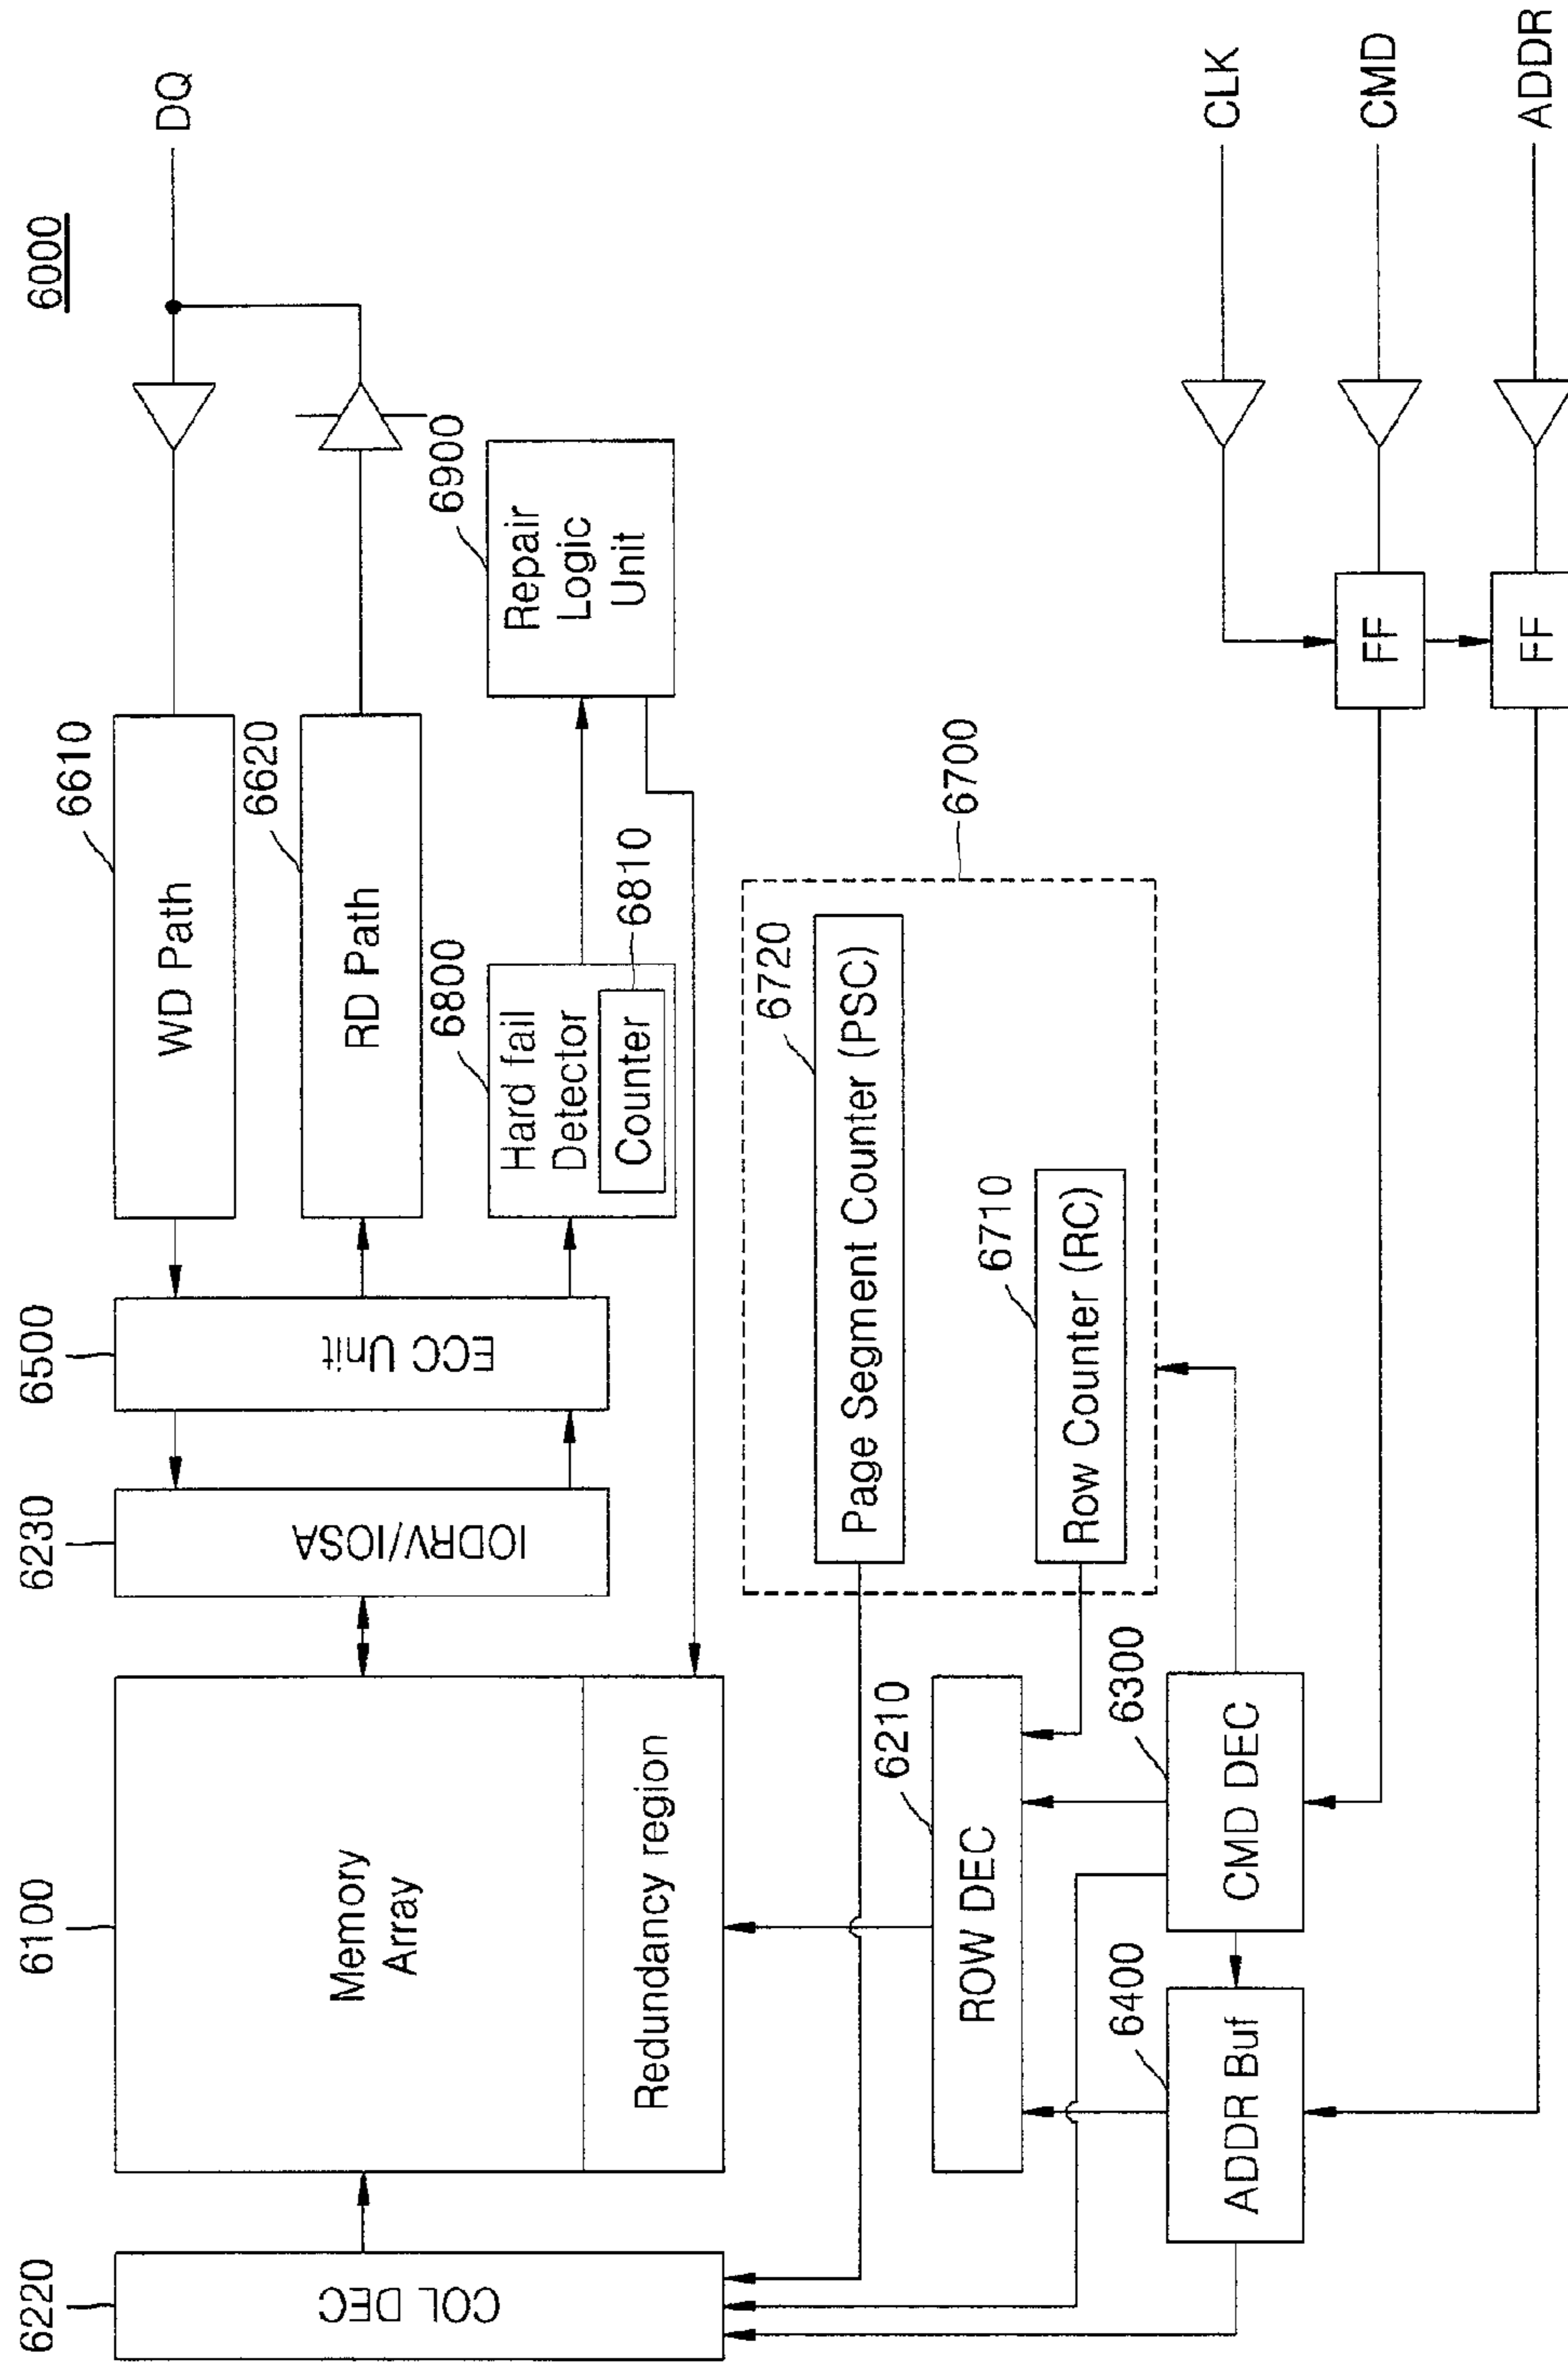 6000
6220
6100
6230
6500
6610
WD Path
DQ
COL DEC
Memory
Array
Redundancy region
IODRV/IOSA
ECC Unit
6620
RD Path
6800
Hard fail
Detector
Counter
6810
6900
Repair
Logic
Unit
6210
ROW DEC
6700
6720
Page Segment Counter (PSC)
6710
Row Counter (RC)
6400
ADDR Buf
6300
CMD DEC
CLK
FF
CMD
FF
ADDR